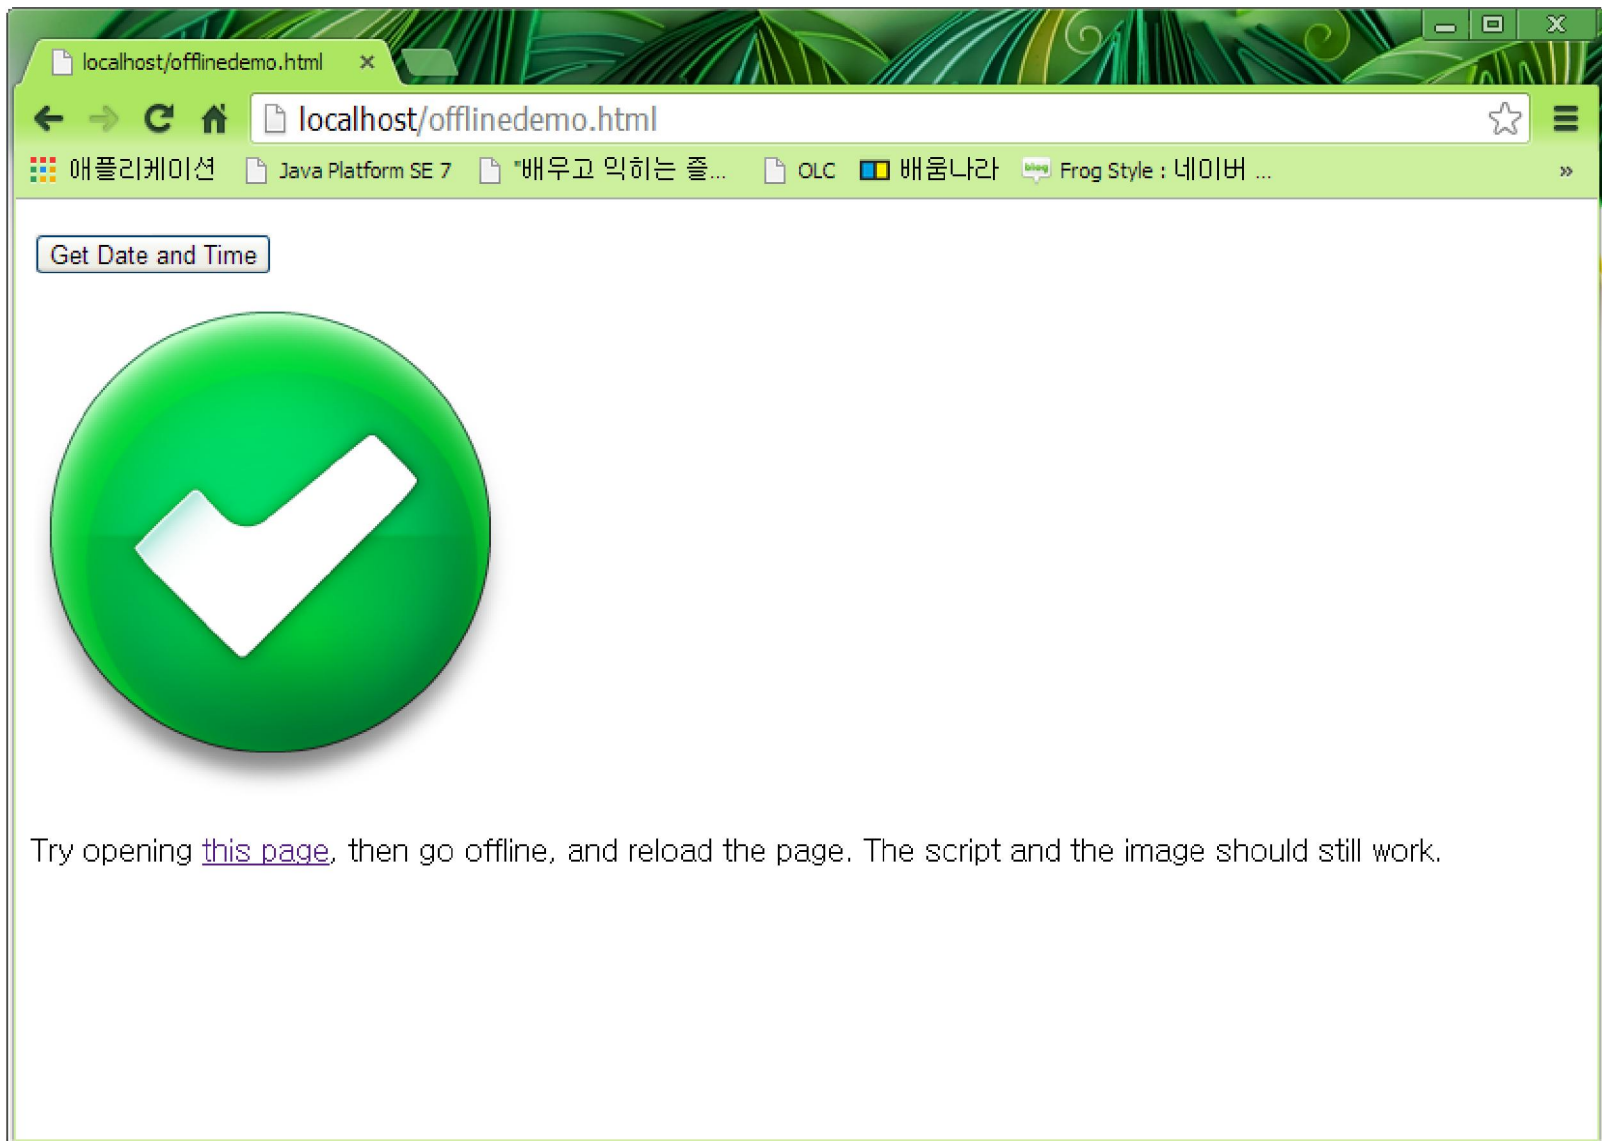 localhost/offlinedemo.html
localhost/offlinedemo.html
애플리케이션 Java Platform SE 7 "배우고 익히는 즐... OLC 배움나라 blog Frog Style : 네이버 ... »
Get Date and Time
Try opening this page, then go offline, and reload the page. The script and the image should still work.